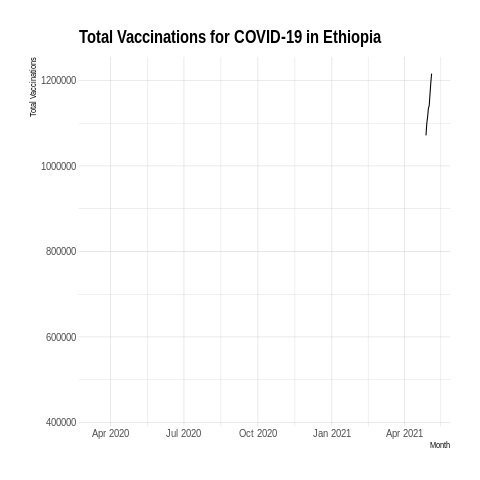 Total Vaccinations for COVID-19 in Ethiopia
Total Vaccinations
1200000
1000000
800000
600000
400000
Apr 2020 Jul 2020 Oct 2020 Jan 2021 Apr 2021
Month